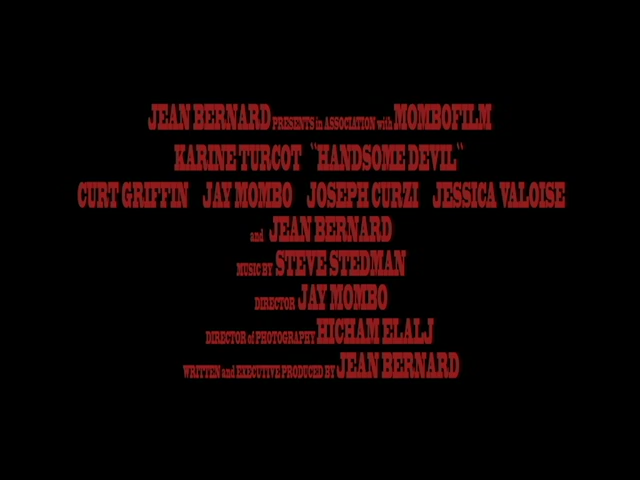 JEAN BERNARD PRESENTS in ASSOCIATION with MOMBOFILM
KARINE TURCOT ``HANDSOME DEVIL``
CURT GRIFFIN JAY MOMBO JOSEPH CURZI JESSICA VALOISE
and JEAN BERNARD
MUSIC BY STEVE STEDMAN
DIRECTOR JAY MOMBO
DIRECTOR of PHOTOGRAPHY HICHAM ELALJ
WRITTEN and EXECUTIVE PRODUCED BY JEAN BERNARD